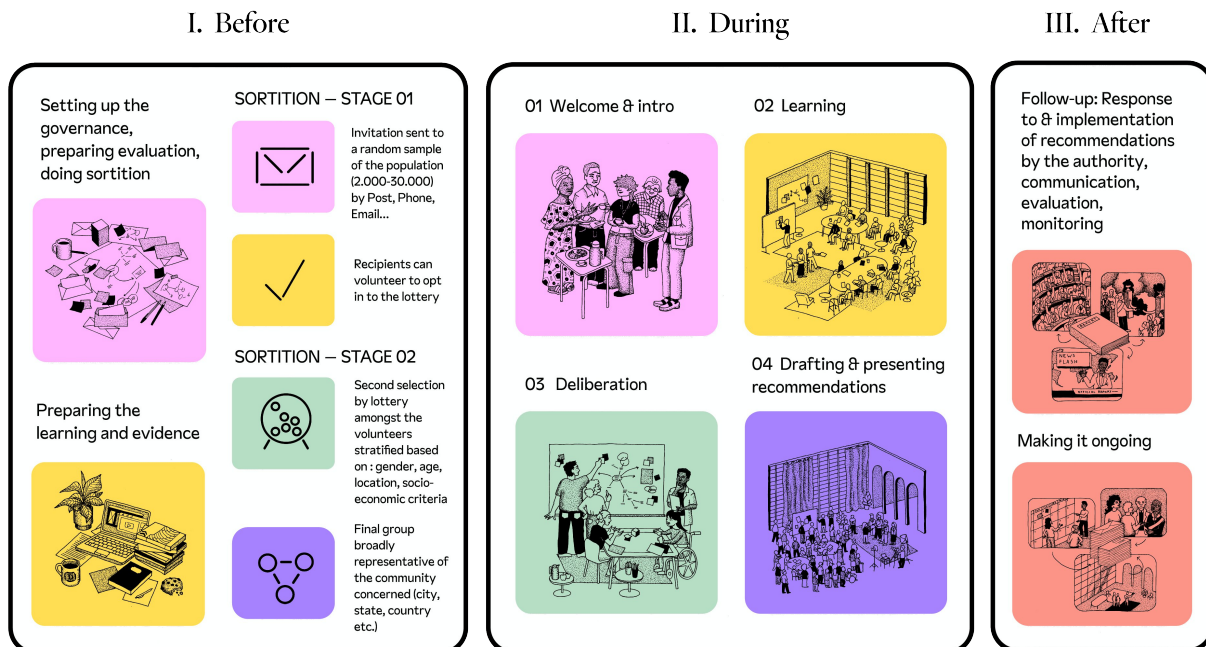 I. Before
Setting up the
governance,
preparing evaluation,
doing sortition
Preparing the
learning and evidence
SORTITION – STAGE 01
Invitation sent to
a random sample
of the population
(2.000-30.000)
by Post, Phone,
Email...
Recipients can
volunteer to opt
in to the lottery
SORTITION – STAGE 02
Second selection
by lottery
amongst the
volunteers
stratified based
on : gender, age,
location, socio-
economic criteria
Final group
broadly
representative of
the community
concerned (city,
state, country
etc.)
II. During
01 Welcome & intro
02 Learning
03 Deliberation
04 Drafting & presenting
recommendations
III. After
Follow-up: Response
to & implementation
of recommendations
by the authority,
communication,
evaluation,
monitoring
NEWS
FLASH
OFFICIAL REPORT
Making it ongoing